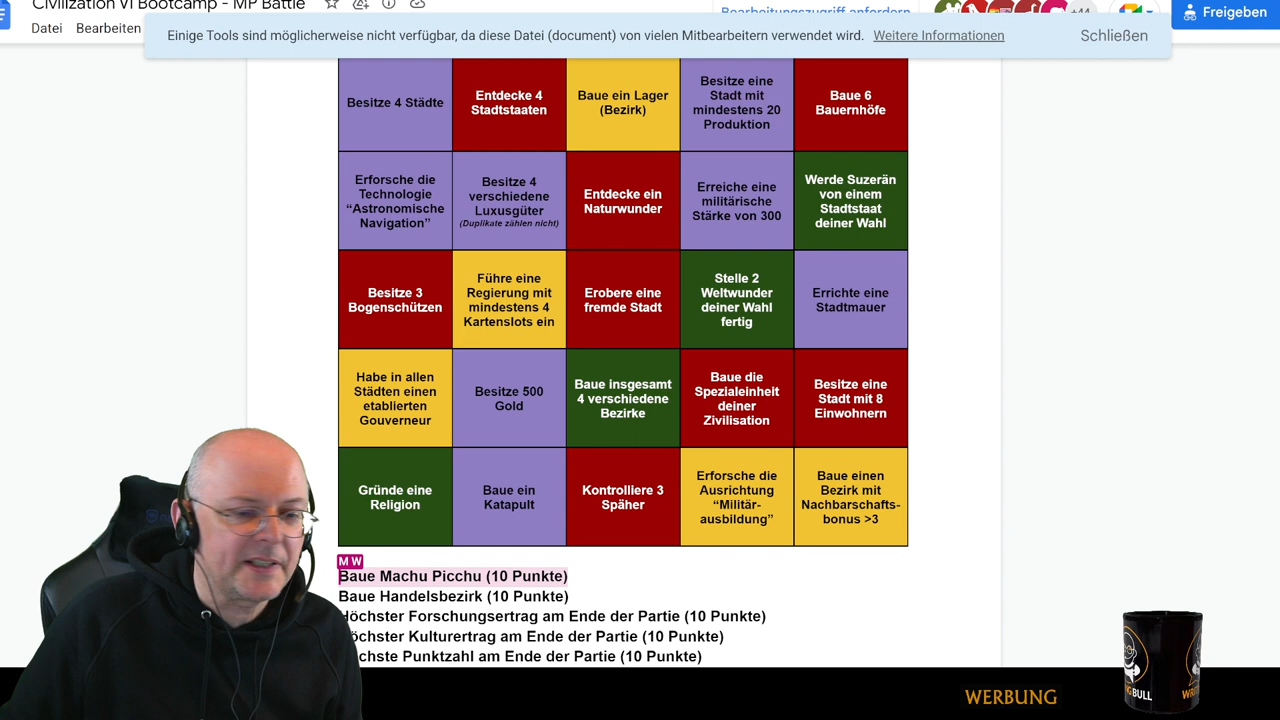 Civilization VI Bootcamp - MP Battle
Bearbeitungszugriff anfordern
+44
Freigeben
Datei Bearbeiten
Einige Tools sind möglicherweise nicht verfügbar, da diese Datei (document) von vielen Mitbearbeitern verwendet wird. Weitere Informationen Schließen
Besitze 4 Städte
Entdecke 4
Stadtstaaten
Baue ein Lager
(Bezirk)
Besitze eine
Stadt mit
mindestens 20
Produktion
Baue 6
Bauernhöfe
Erforsche die
Technologie
“Astronomische
Navigation”
Besitze 4
verschiedene
Luxusgüter
(Duplikate zählen nicht)
Entdecke ein
Naturwunder
Erreiche eine
militärische
Stärke von 300
Werde Suzerän
von einem
Stadtstaat
deiner Wahl
Besitze 3
Bogenschützen
Führe eine
Regierung mit
mindestens 4
Kartenslots ein
Erobere eine
fremde Stadt
Stelle 2
Weltwunder
deiner Wahl
fertig
Errichte eine
Stadtmauer
Habe in allen
Städten einen
etablierten
Gouverneur
Besitze 500
Gold
Baue insgesamt
4 verschiedene
Bezirke
Baue die
Spezialeinheit
deiner
Zivilisation
Besitze eine
Stadt mit 8
Einwohnern
Gründe eine
Religion
Baue ein
Katapult
Kontrolliere 3
Späher
Erforsche die
Ausrichtung
“Militär-
ausbildung”
Baue einen
Bezirk mit
Nachbarschafts-
bonus >3
M W
Baue Machu Picchu (10 Punkte)
Baue Handelsbezirk (10 Punkte)
Höchster Forschungsertrag am Ende der Partie (10 Punkte)
Höchster Kulturertrag am Ende der Partie (10 Punkte)
chste Punktzahl am Ende der Partie (10 Punkte)
WERBUNG